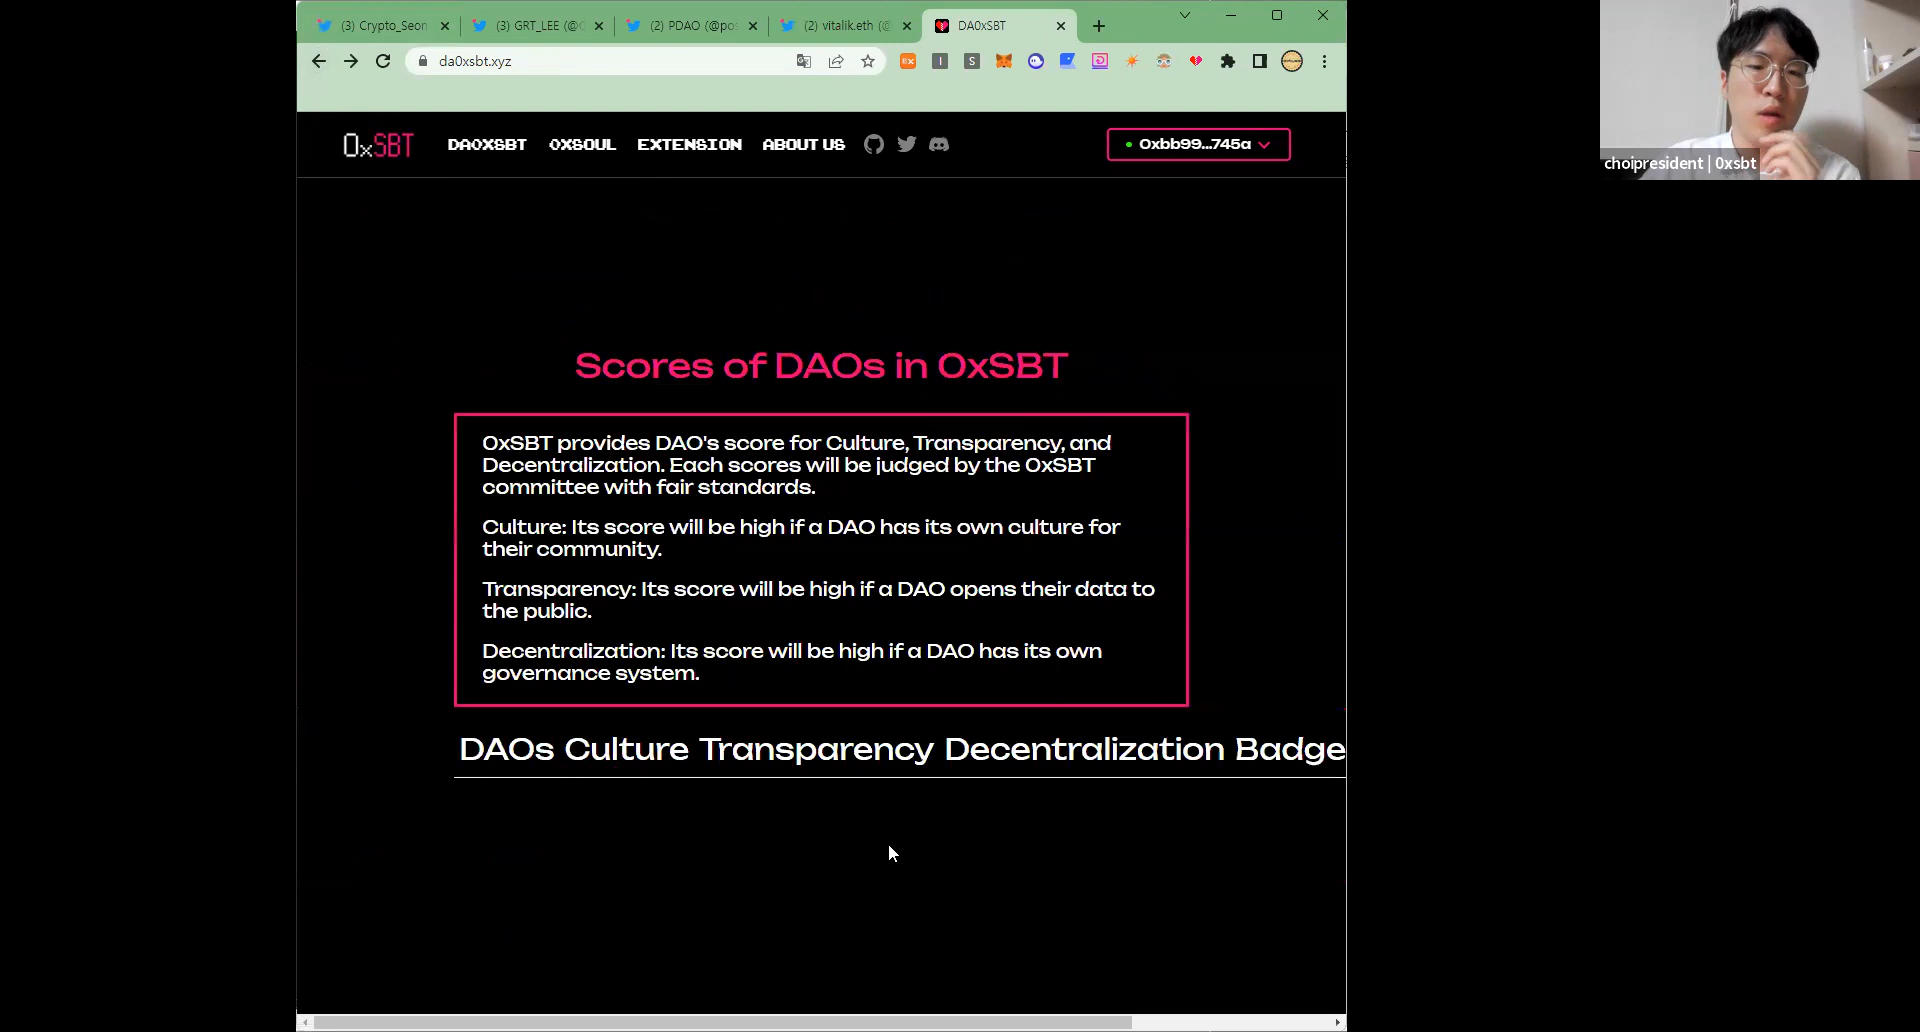 (3) Crypto_Seon
(3) GRT_LEE (@C
(2) PDAO (@pos
(2) vitalik.eth (@
DA0xSBT
da0xsbt.xyz
0xSBT
DA0XSBT
0XSOUL
EXTENSION
ABOUT US
0xbb99...745a
choipresident | 0xsbt
Scores of DAOs in 0xSBT
0xSBT provides DAO's score for Culture, Transparency, and
Decentralization. Each scores will be judged by the 0xSBT
committee with fair standards.
Culture: Its score will be high if a DAO has its own culture for
their community.
Transparency: Its score will be high if a DAO opens their data to
the public.
Decentralization: Its score will be high if a DAO has its own
governance system.
DAOs Culture Transparency Decentralization Badge